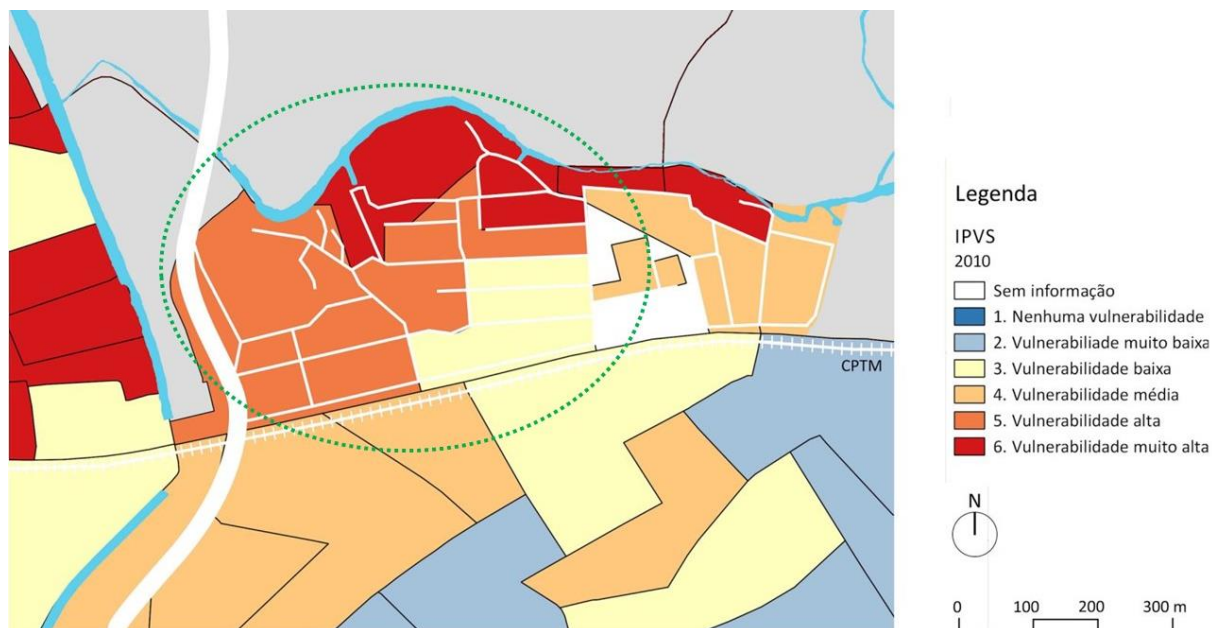 CPTM
Legenda
IPVS
2010
Sem informação
1. Nenhuma vulnerabilidade
2. Vulnerabiliade muito baixa
3. Vulnerabilidade baixa
4. Vulnerabilidade média
5. Vulnerabilidade alta
6. Vulnerabilidade muito alta
N
0 100 200 300 m